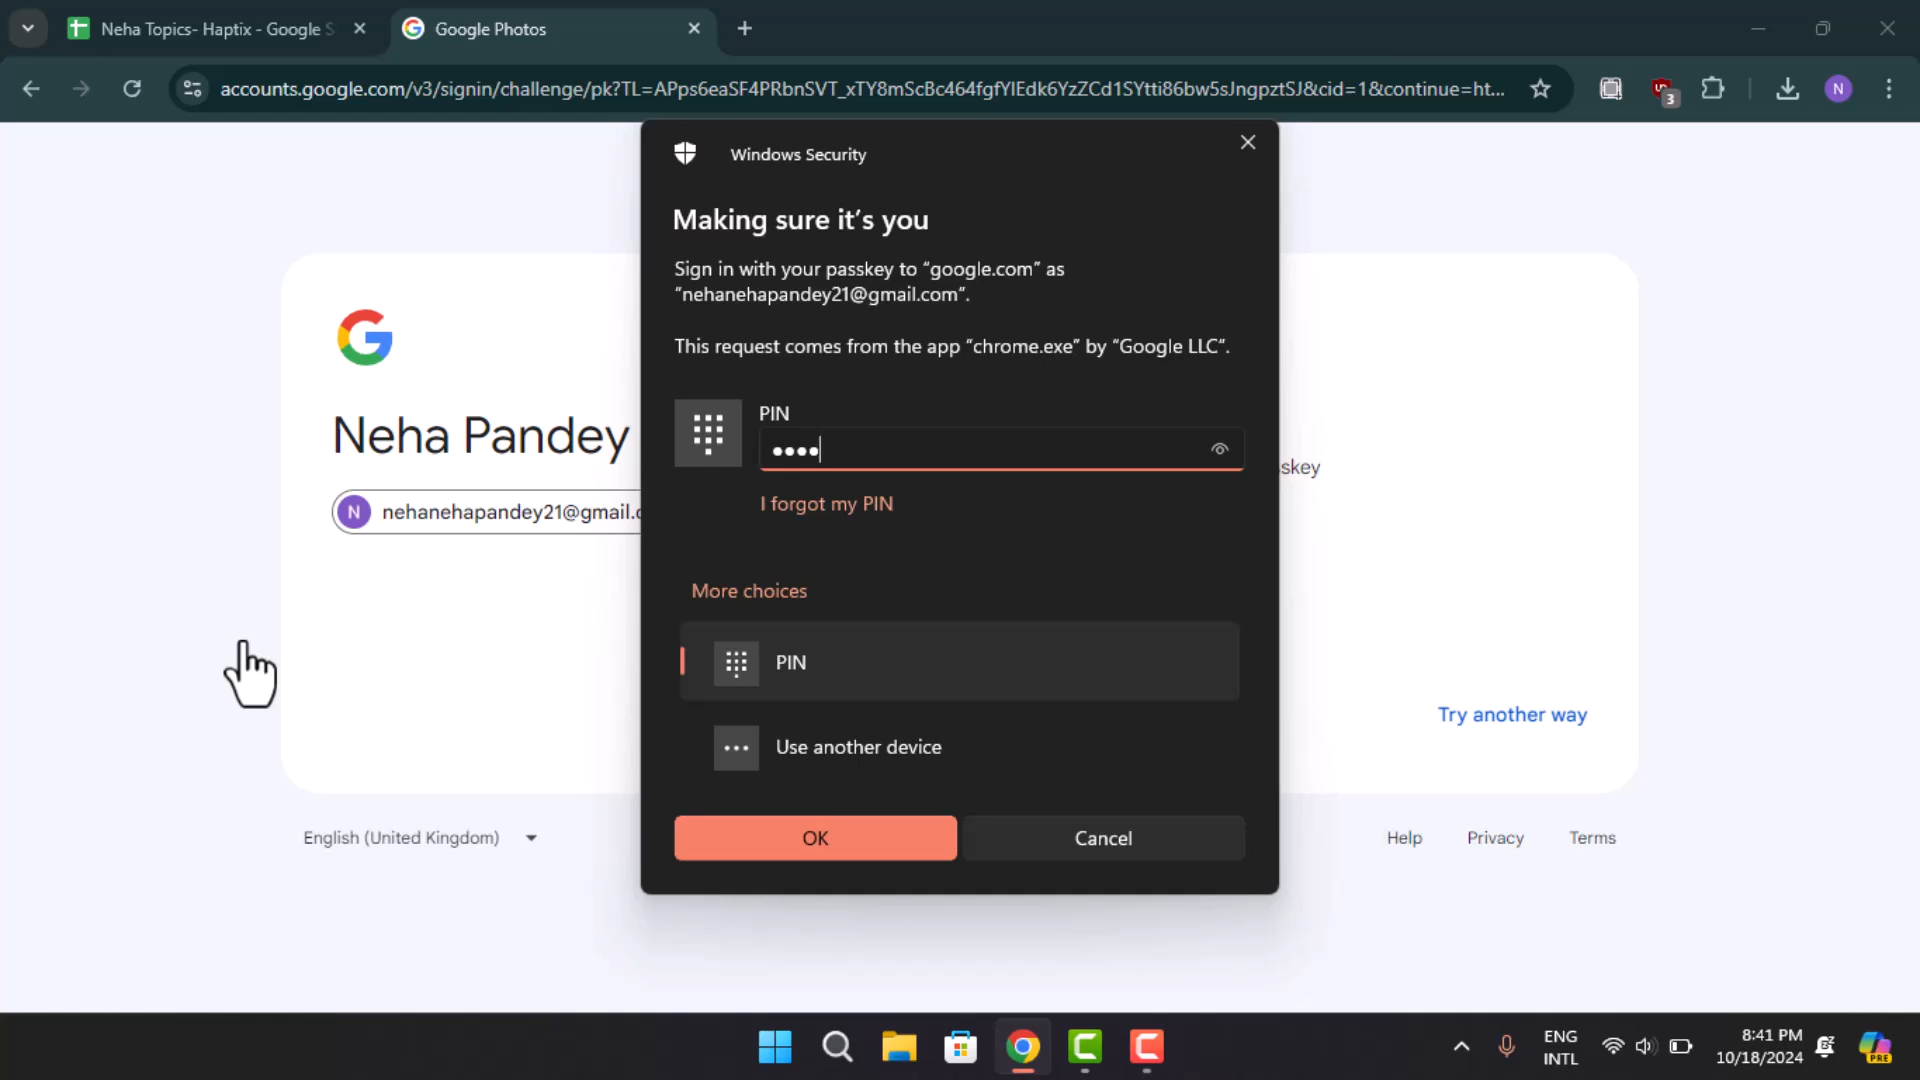 Neha Topics- Haptix - Google S
Google Photos
accounts.google.com/v3/signin/challenge/pk?TL=APps6eaSF4PRbnSVT_xTY8mScBc464fgfYlEdk6YzZCd1SYtti86bw5sJngpztSJ&cid=1&continue=ht...
3
N
Windows Security
Making sure it's you
Sign in with your passkey to "google.com" as
"nehanehapandey21@gmail.com".
This request comes from the app "chrome.exe" by "Google LLC".
Neha Pandey
PIN
skey
N nehanehapandey21@gmail.c
I forgot my PIN
More choices
PIN
Try another way
Use another device
English (United Kingdom)
OK
Cancel
Help
Privacy
Terms
ENG
INTL
8:41 PM
10/18/2024
PRE